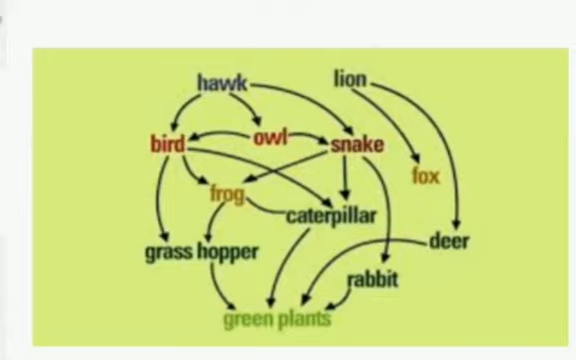 hawk
lion
bird
owl
snake
fox
frog
caterpillar
grass hopper
deer
rabbit
green plants